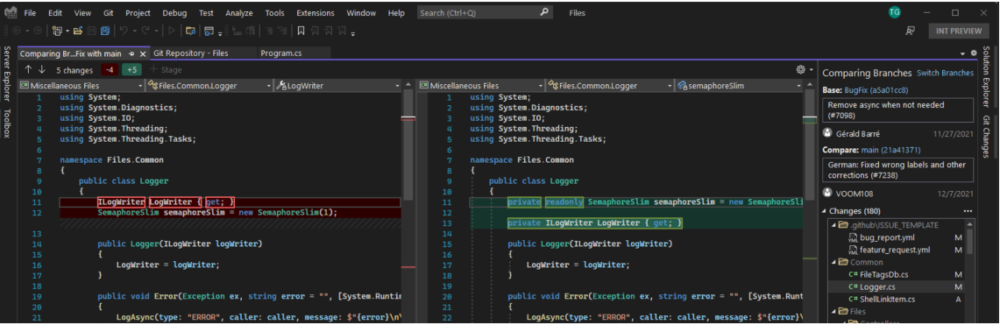 File Edit View Git Project Debug Test Analyze Tools Extensions Window Help Search (Ctrl+Q) Files TG
INT PREVIEW
Server Explorer
Toolbox
Comparing Br...Fix with main Git Repository - Files Program.cs
5 changes -4 +5 Stage
Miscellaneous Files Files.Common.Logger LogWriter
1 using System;
2 using System.Diagnostics;
3 using System.IO;
4 using System.Threading;
5 using System.Threading.Tasks;
6
7 namespace Files.Common
8 {
9 public class Logger
10 {
11 ILogWriter LogWriter { get; }
12 SemaphoreSlim semaphoreSlim = new SemaphoreSlim(1);
13
14 public Logger(ILogWriter logWriter)
15 {
16 LogWriter = logWriter;
17 }
18
19 public void Error(Exception ex, string error = "", [System.Runtim
20 {
21 LogAsync(type: "ERROR", caller: caller, message: $"{error}\n\
Miscellaneous Files Files.Common.Logger semaphoreSlim
1 using System;
2 using System.Diagnostics;
3 using System.IO;
4 using System.Threading;
5 using System.Threading.Tasks;
6
7 namespace Files.Common
8 {
9 public class Logger
10 {
11 private readonly SemaphoreSlim semaphoreSlim = new SemaphoreSli
12
13 private ILogWriter LogWriter { get; }
14
15 public Logger(ILogWriter logWriter)
16 {
17 LogWriter = logWriter;
18 }
19
20 public void Error(Exception ex, string error = "", [System.Runt
21 {
22 LogAsync(type: "ERROR", caller: caller, message: $"{error}\
Comparing Branches Switch Branches
Base: BugFix (a5a01cc8)
Remove async when not needed
(#7098)
Gérald Barré 11/27/2021
Compare: main (21a41371)
German: Fixed wrong labels and other
corrections (#7238)
VOOM108 12/7/2021
Changes (180) ...
.github\ISSUE_TEMPLATE
bug_report.yml M
feature_request.yml M
Common
C# FileTagsDb.cs M
C# Logger.cs M
C# ShellLinkItem.cs A
Files
Controllers
Solution Explorer
Git Changes